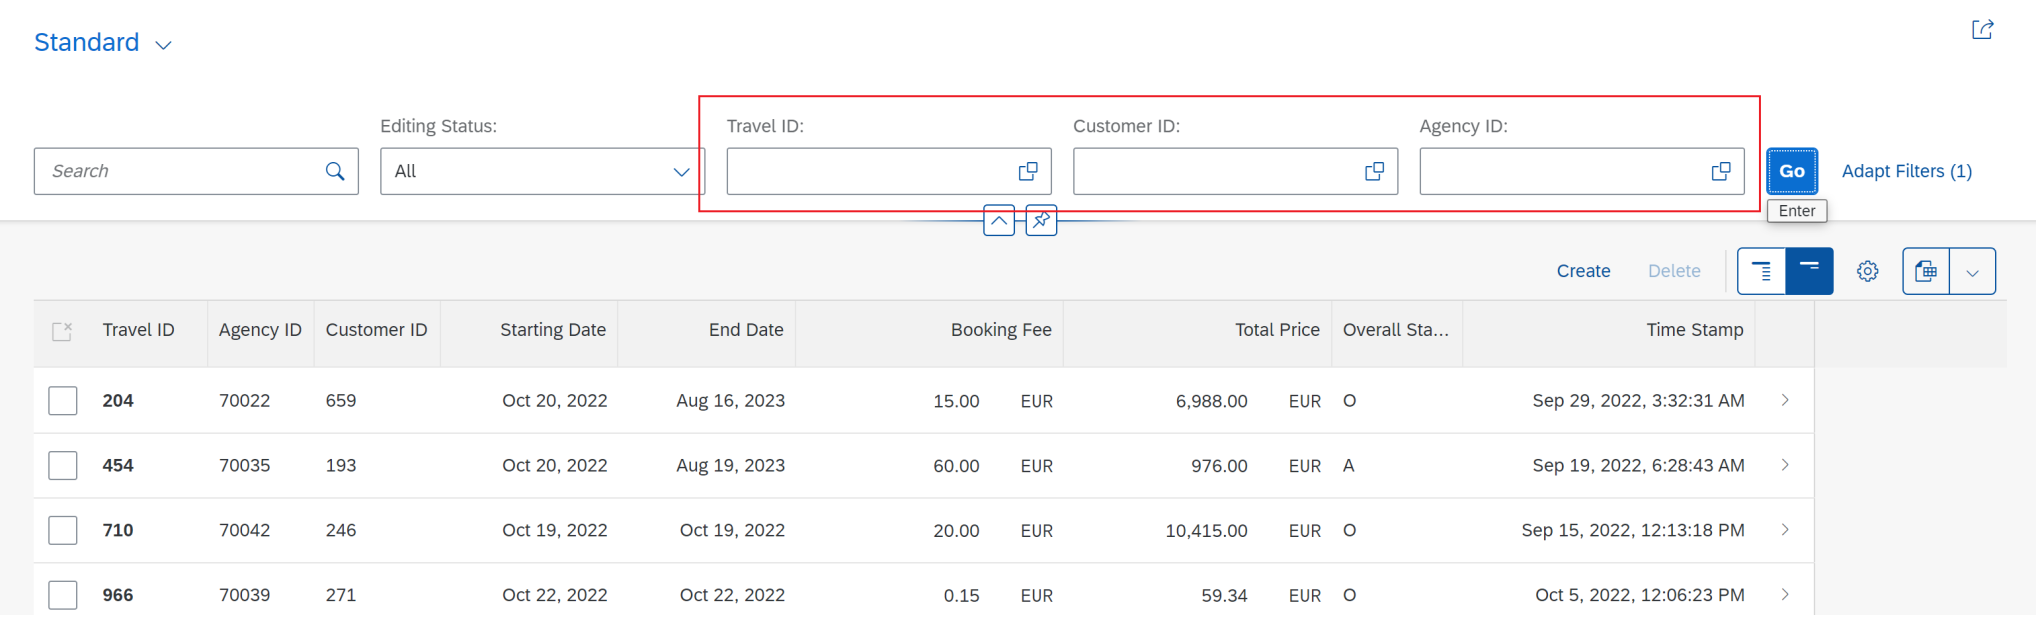 Standard
Editing Status: Travel ID: Customer ID: Agency ID:
Search All Go Adapt Filters (1)
Enter
Create Delete
Travel ID Agency ID Customer ID Starting Date End Date Booking Fee Total Price Overall Sta... Time Stamp
204 70022 659 Oct 20, 2022 Aug 16, 2023 15.00 EUR 6,988.00 EUR O Sep 29, 2022, 3:32:31 AM
454 70035 193 Oct 20, 2022 Aug 19, 2023 60.00 EUR 976.00 EUR A Sep 19, 2022, 6:28:43 AM
710 70042 246 Oct 19, 2022 Oct 19, 2022 20.00 EUR 10,415.00 EUR O Sep 15, 2022, 12:13:18 PM
966 70039 271 Oct 22, 2022 Oct 22, 2022 0.15 EUR 59.34 EUR O Oct 5, 2022, 12:06:23 PM